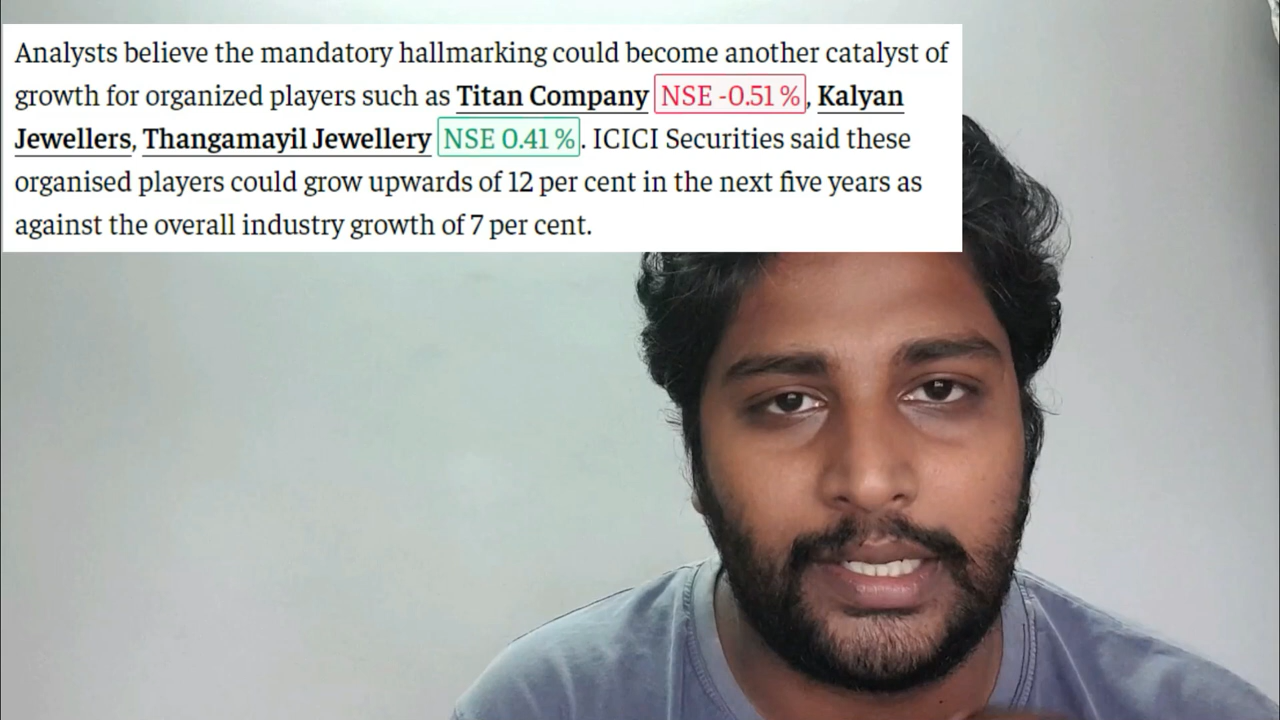 Analysts believe the mandatory hallmarking could become another catalyst of
growth for organized players such as Titan Company NSE -0.51 %, Kalyan
Jewellers, Thangamayil Jewellery NSE 0.41 %. ICICI Securities said these
organised players could grow upwards of 12 per cent in the next five years as
against the overall industry growth of 7 per cent.